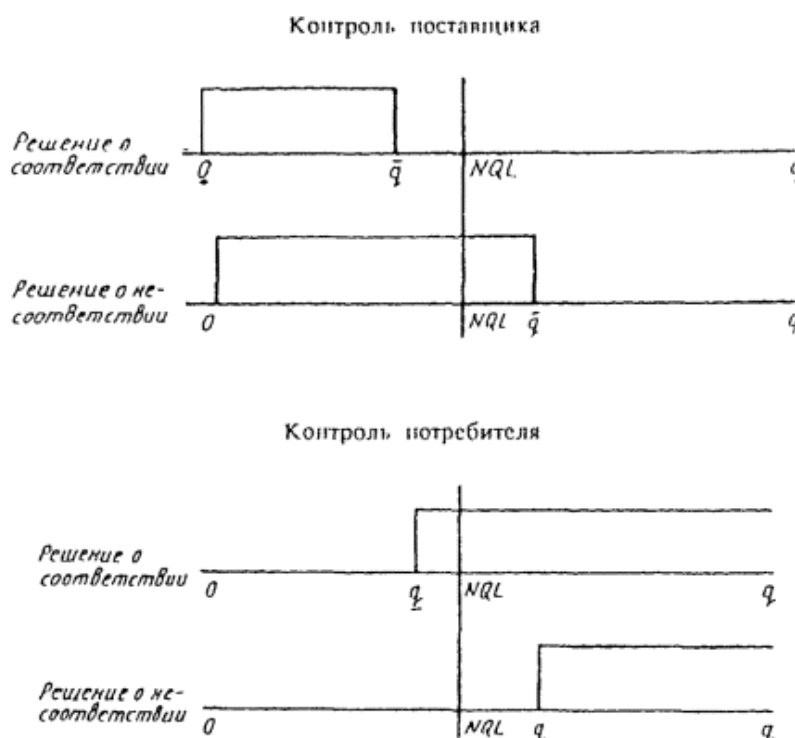 Контроль поставщика
Решение о
соответствии
0 q̄ NQL q
Решение о не-
соответствии
0 NQL q̄ q
Контроль потребителя
Решение о
соответствии
0 q NQL q
Решение о не-
соответствии
0 NQL q q